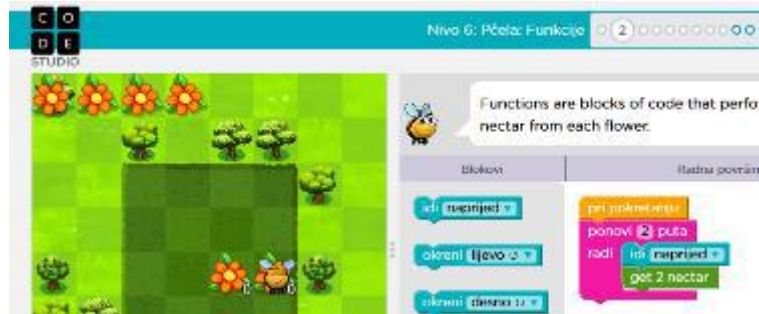 C O
D E
STUDIO
Nivo 6: Pčela: Funkcije
2
Functions are blocks of code that perfo
nectar from each flower.
Blokovi
Radna površin
idi naprijed
okreni lijevo
okreni desno
pri pokretanju
ponovi 2 puta
radi idi naprijed
get 2 nectar